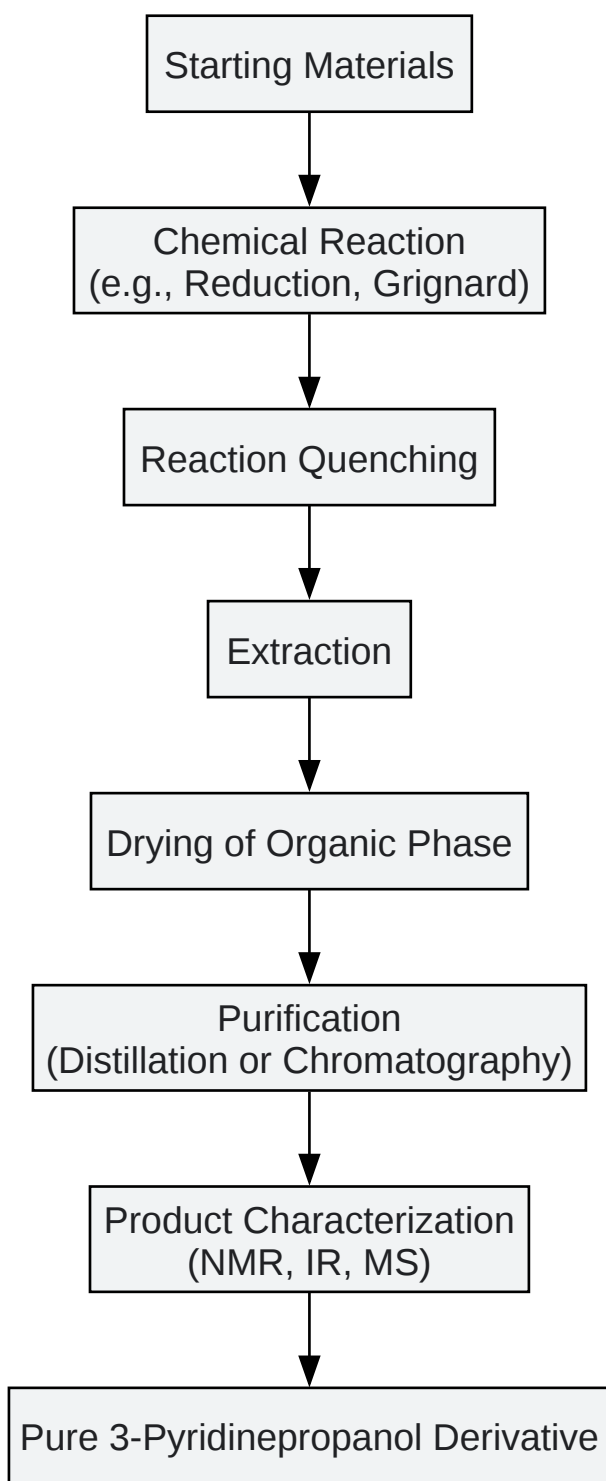 Starting Materials
Chemical Reaction
(e.g., Reduction, Grignard)
Reaction Quenching
Extraction
Drying of Organic Phase
Purification
(Distillation or Chromatography)
Product Characterization
(NMR, IR, MS)
Pure 3-Pyridinepropanol Derivative